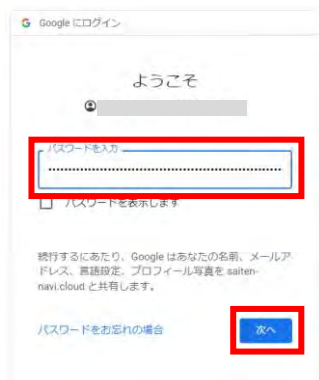 G Google にログイン
ようこそ
パスワードを入力
パスワードを表示します
続行するにあたり、Google はあなたの名前、メールア
ドレス、言語設定、プロフィール写真を saiten-
navi.cloud と共有します。
パスワードをお忘れの場合
次へ